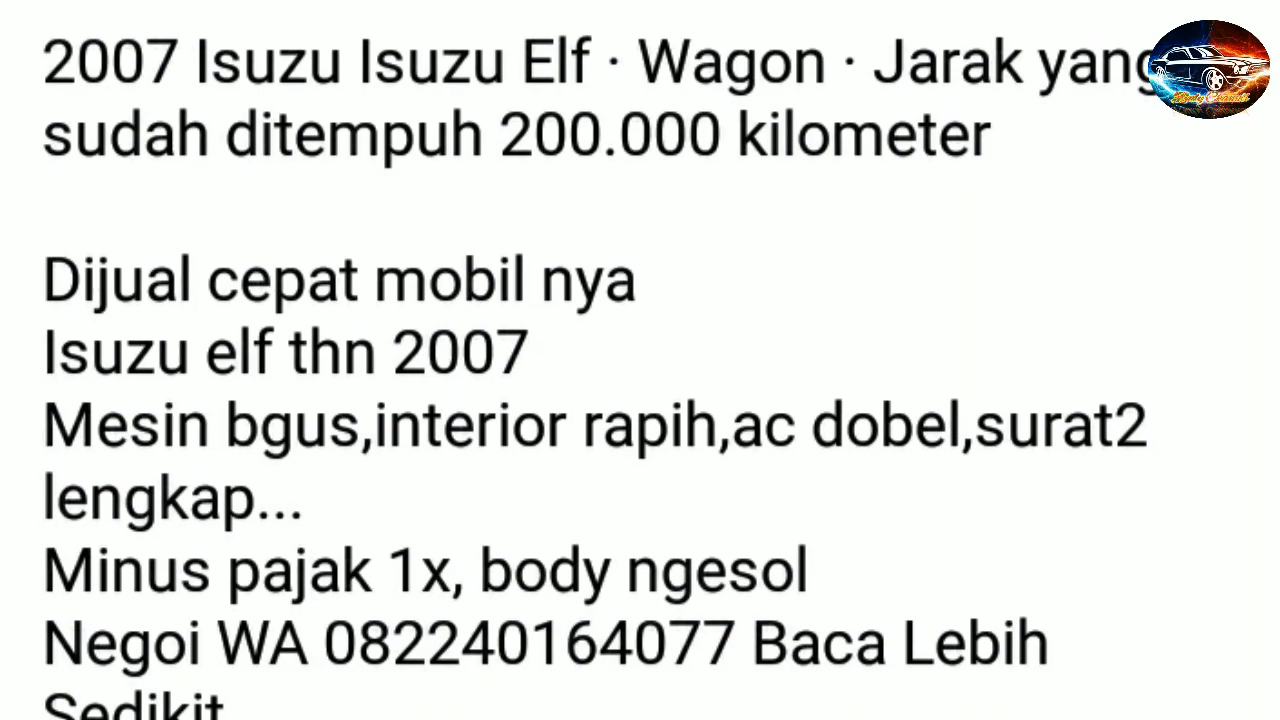 2007 Isuzu Isuzu Elf · Wagon · Jarak yang
sudah ditempuh 200.000 kilometer
Dijual cepat mobil nya
Isuzu elf thn 2007
Mesin bgus,interior rapih,ac dobel,surat2
lengkap...
Minus pajak 1x, body ngesol
Negoi WA 082240164077 Baca Lebih
Sedikit